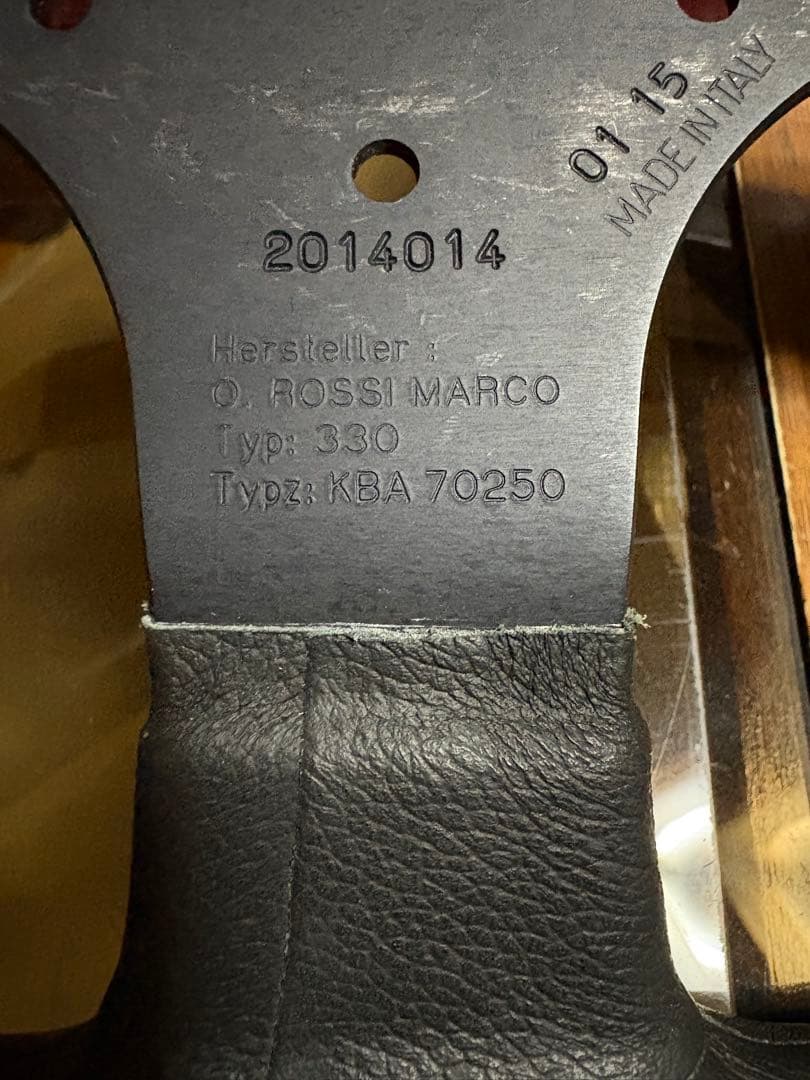 01 15
MADE IN ITALY
2014014
Hersteller :
O. ROSSI MARCO
Typ: 330
Typz: KBA 70250